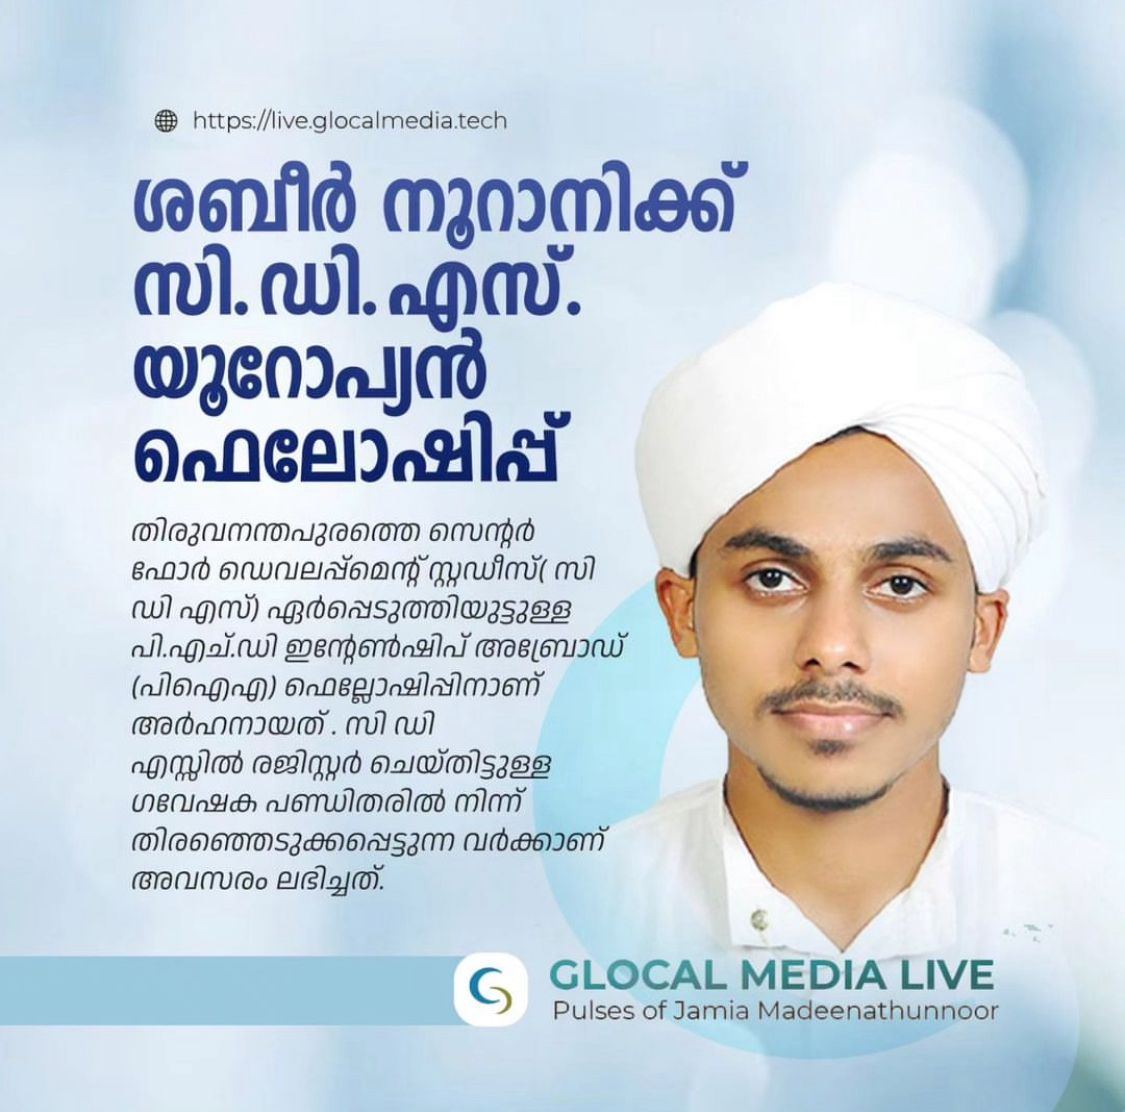 https://live.glocalmedia.tech
ശബീർ നൂറാനിക്ക്
സി.ഡി.എസ്.
യൂറോപ്യൻ
ഫെലോഷിപ്പ്
തിരുവനന്തപുരത്തെ സെന്റർ
ഫോർ ഡെവലപ്പ്മെന്റ് സ്റ്റഡീസ്( സി
ഡി എസ്) ഏർപ്പെടുത്തിയുട്ടുള്ള
പി.എച്.ഡി ഇന്റേൺഷിപ് അബ്രോഡ്
(പിഐഎ) ഫെല്ലോഷിപ്പിനാണ്
അർഹനായത് . സി ഡി
എസ്സിൽ രജിസ്റ്റർ ചെയ്തിട്ടുള്ള
ഗവേഷക പണ്ഡിതരിൽ നിന്ന്
തിരഞ്ഞെടുക്കപ്പെട്ടുന്ന വർക്കാണ്
അവസരം ലഭിച്ചത്.
GLOCAL MEDIA LIVE
Pulses of Jamia Madeenathunnoor